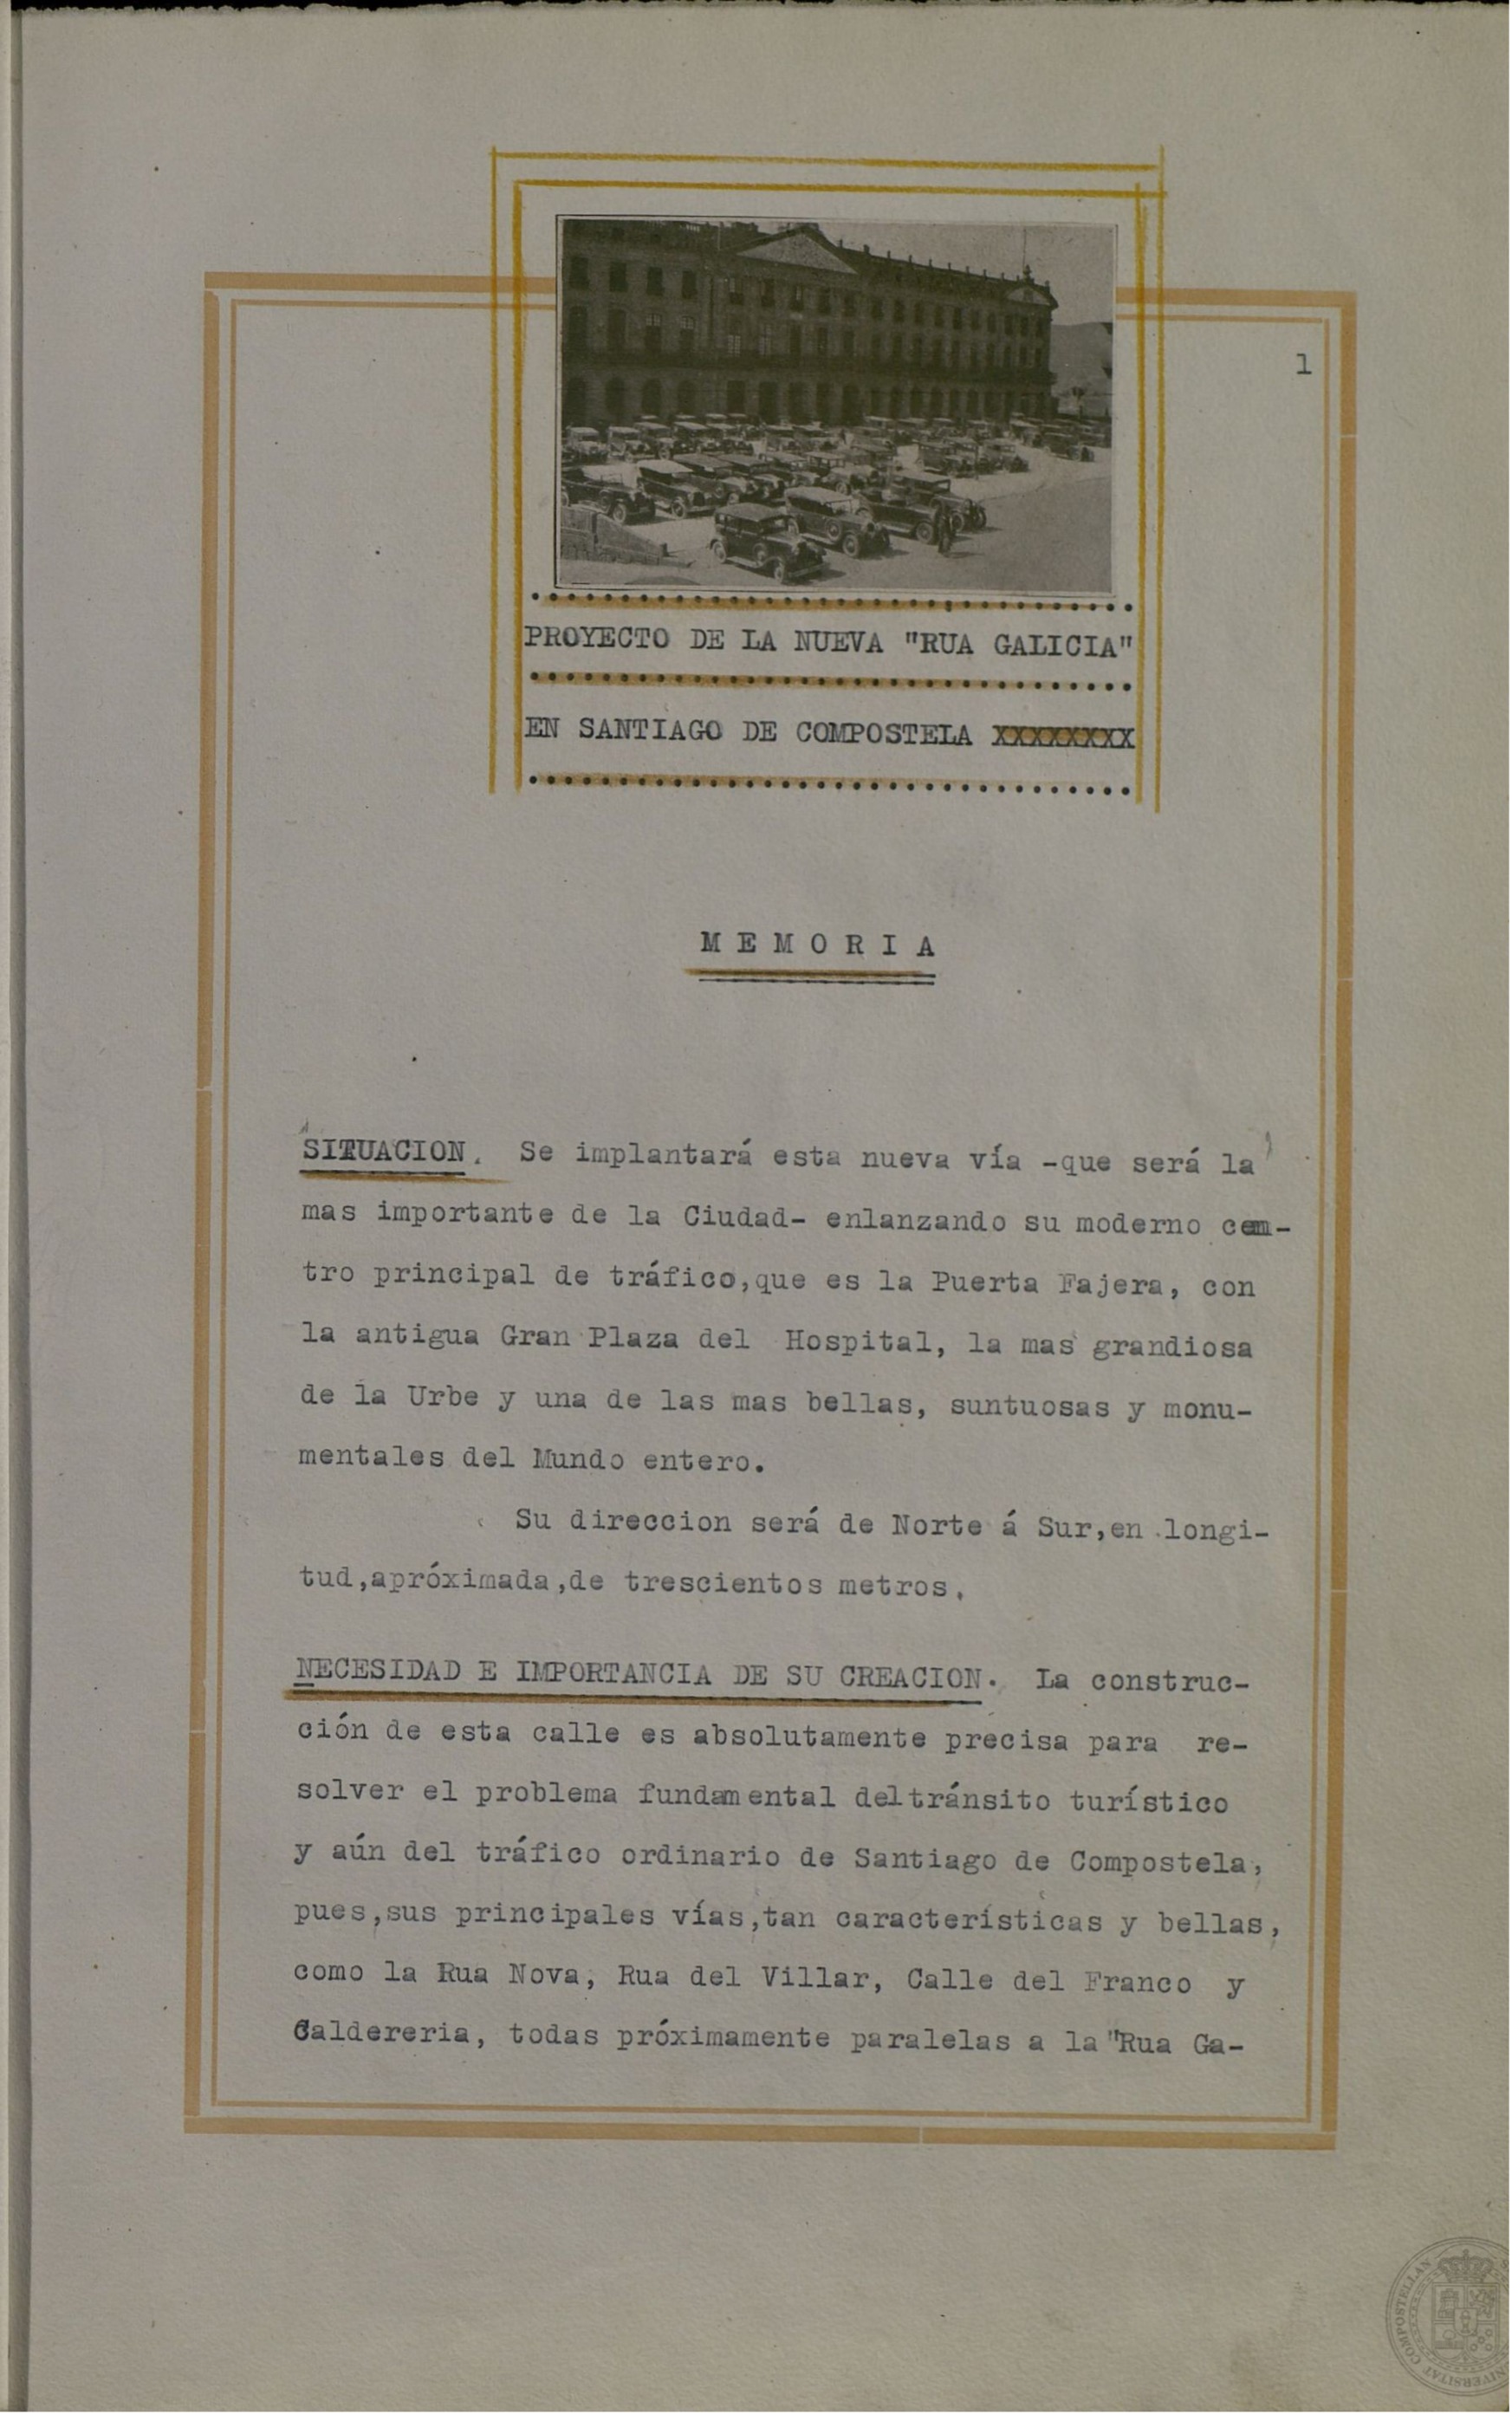 1
PROYECTO DE LA NUEVA "RUA GALICIA"
EN SANTIAGO DE COMPOSTELA XXXXXXXX
M E M O R I A
SITUACION. Se implantará esta nueva vía -que será la
mas importante de la Ciudad- enlanzando su moderno cen-
tro principal de tráfico,que es la Puerta Fajera, con
la antigua Gran Plaza del Hospital, la mas grandiosa
de la Urbe y una de las mas bellas, suntuosas y monu-
mentales del Mundo entero.
Su direccion será de Norte á Sur,en longi-
tud,apróximada,de trescientos metros.
NECESIDAD E IMPORTANCIA DE SU CREACION. La construc-
ción de esta calle es absolutamente precisa para re-
solver el problema fundamental del tránsito turístico
y aún del tráfico ordinario de Santiago de Compostela,
pues,sus principales vías,tan características y bellas,
como la Rua Nova, Rua del Villar, Calle del Franco y
Caldereria, todas próximamente paralelas a la "Rua Ga-